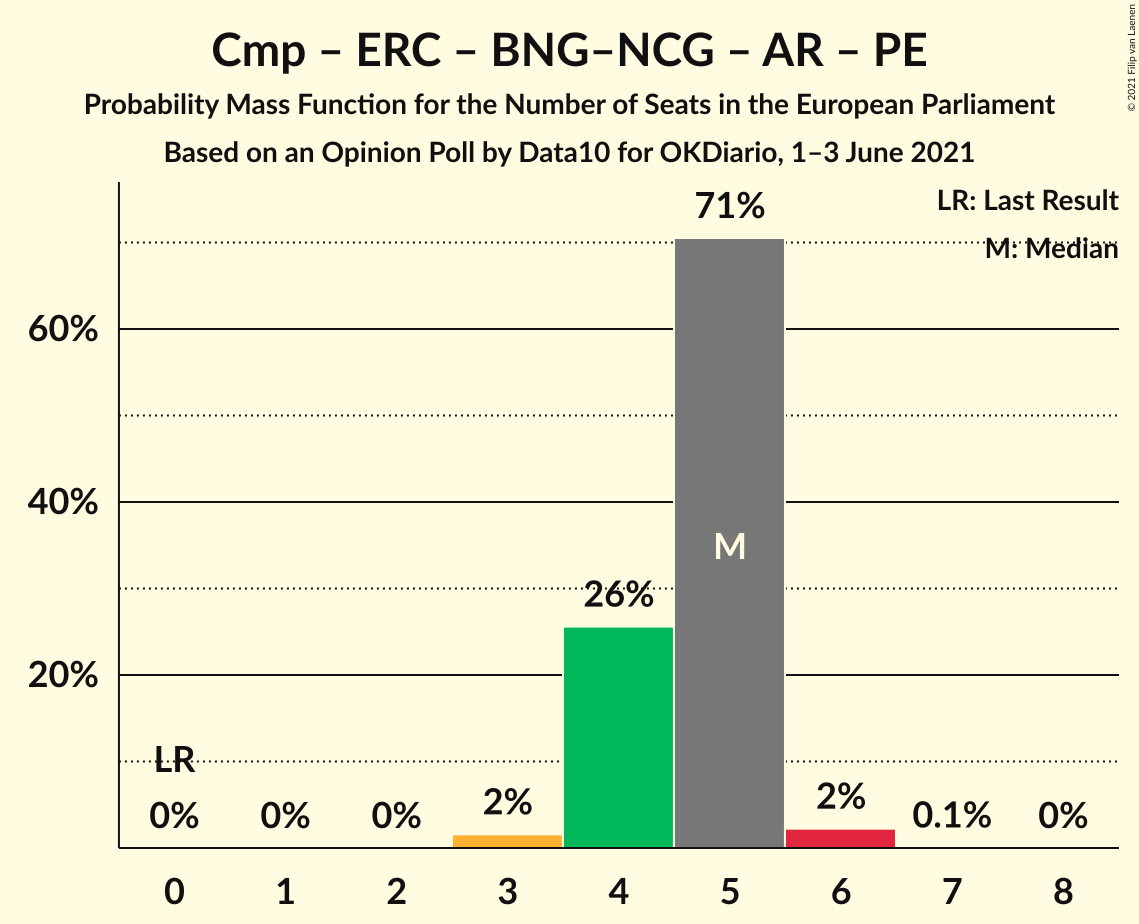 Cmp – ERC – BNG–NCG – AR – PE
Probability Mass Function for the Number of Seats in the European Parliament
Based on an Opinion Poll by Data10 for OKDiario, 1–3 June 2021
© 2021 Filip van Laenen
LR: Last Result
M: Median
60%
40%
20%
LR
0%
0%
0%
2%
26%
71%
M
2%
0.1%
0%
0 1 2 3 4 5 6 7 8